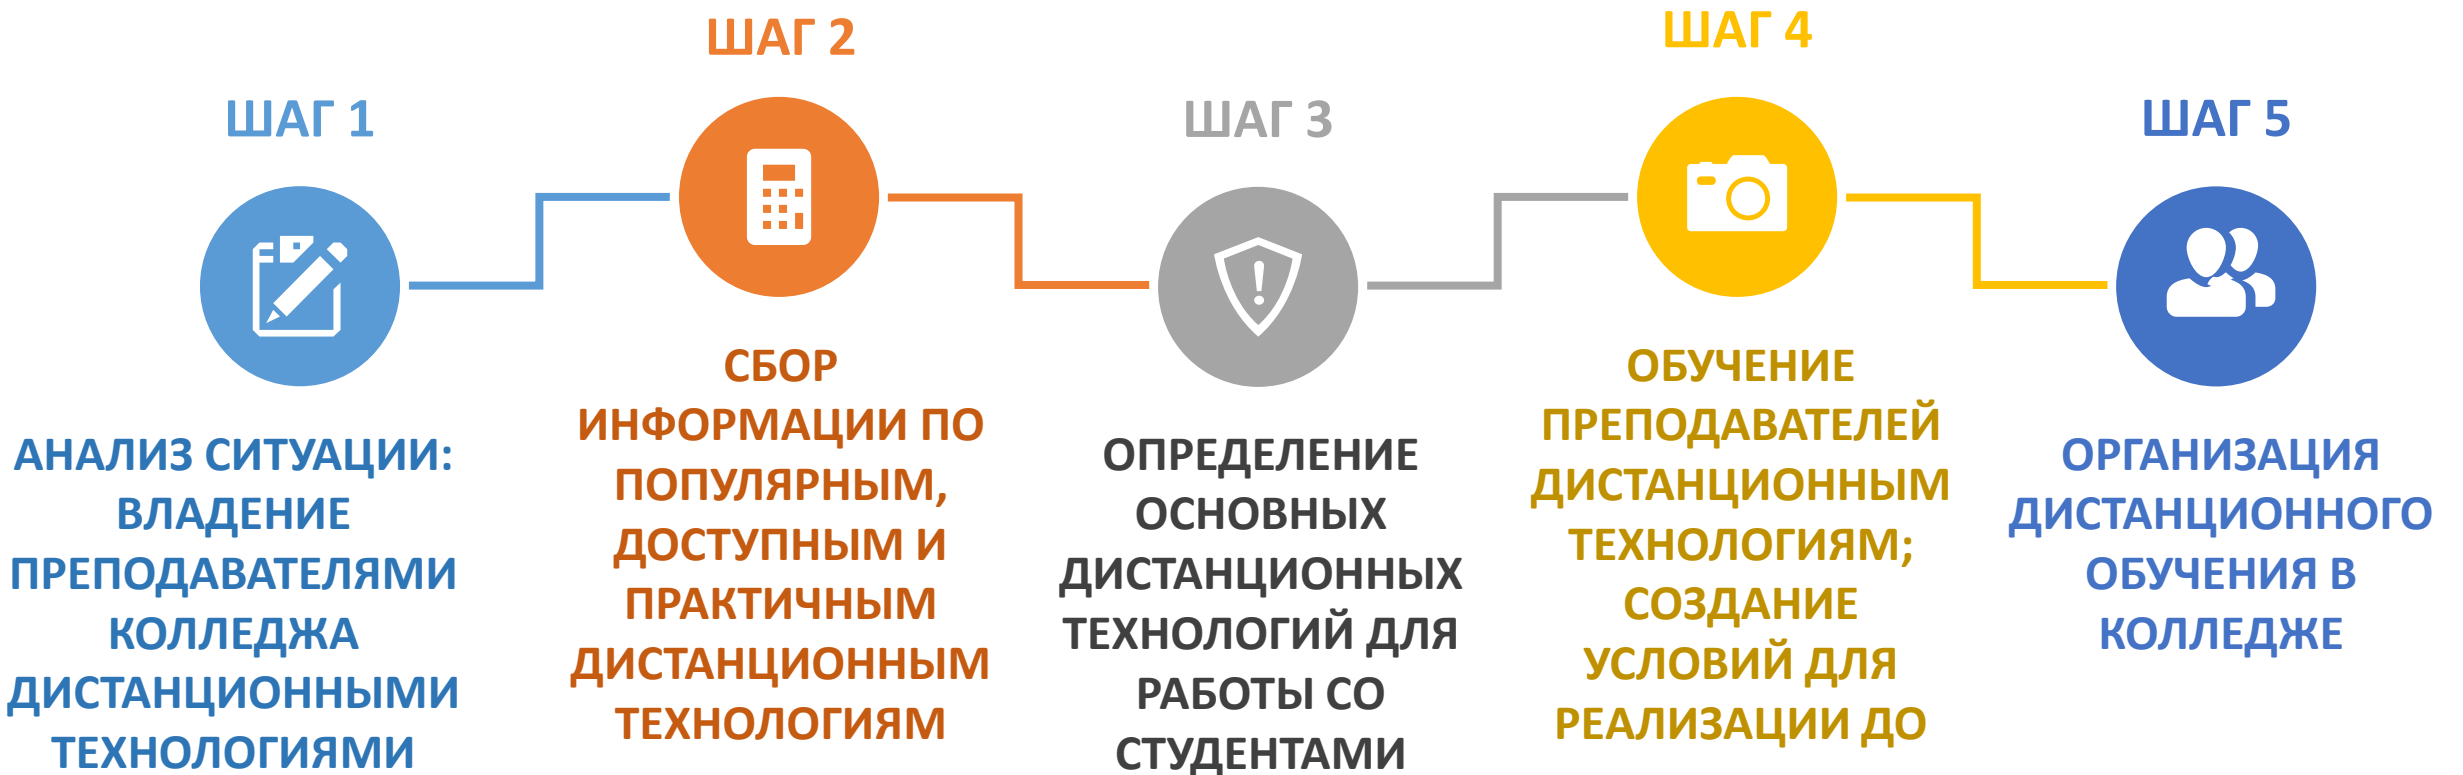 ШАГ 1
АНАЛИЗ СИТУАЦИИ:
ВЛАДЕНИЕ
ПРЕПОДАВАТЕЛЯМИ
КОЛЛЕДЖА
ДИСТАНЦИОННЫМИ
ТЕХНОЛОГИЯМИ
ШАГ 2
СБОР
ИНФОРМАЦИИ ПО
ПОПУЛЯРНЫМ,
ДОСТУПНЫМ И
ПРАКТИЧНЫМ
ДИСТАНЦИОННЫМ
ТЕХНОЛОГИЯМ
ШАГ 3
ОПРЕДЕЛЕНИЕ
ОСНОВНЫХ
ДИСТАНЦИОННЫХ
ТЕХНОЛОГИЙ ДЛЯ
РАБОТЫ СО
СТУДЕНТАМИ
ШАГ 4
ОБУЧЕНИЕ
ПРЕПОДАВАТЕЛЕЙ
ДИСТАНЦИОННЫМ
ТЕХНОЛОГИЯМ;
СОЗДАНИЕ
УСЛОВИЙ ДЛЯ
РЕАЛИЗАЦИИ ДО
ШАГ 5
ОРГАНИЗАЦИЯ
ДИСТАНЦИОННОГО
ОБУЧЕНИЯ В
КОЛЛЕДЖЕ